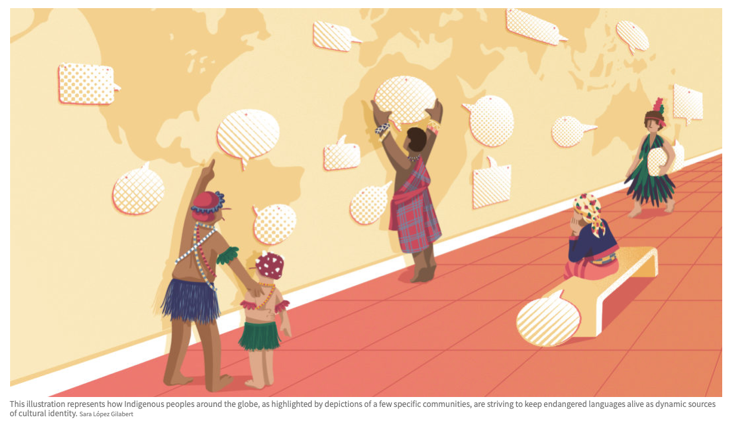 This illustration represents how Indigenous peoples around the globe, as highlighted by depictions of a few specific communities, are striving to keep endangered languages alive as dynamic sources
of cultural identity. Sara López Gilabert